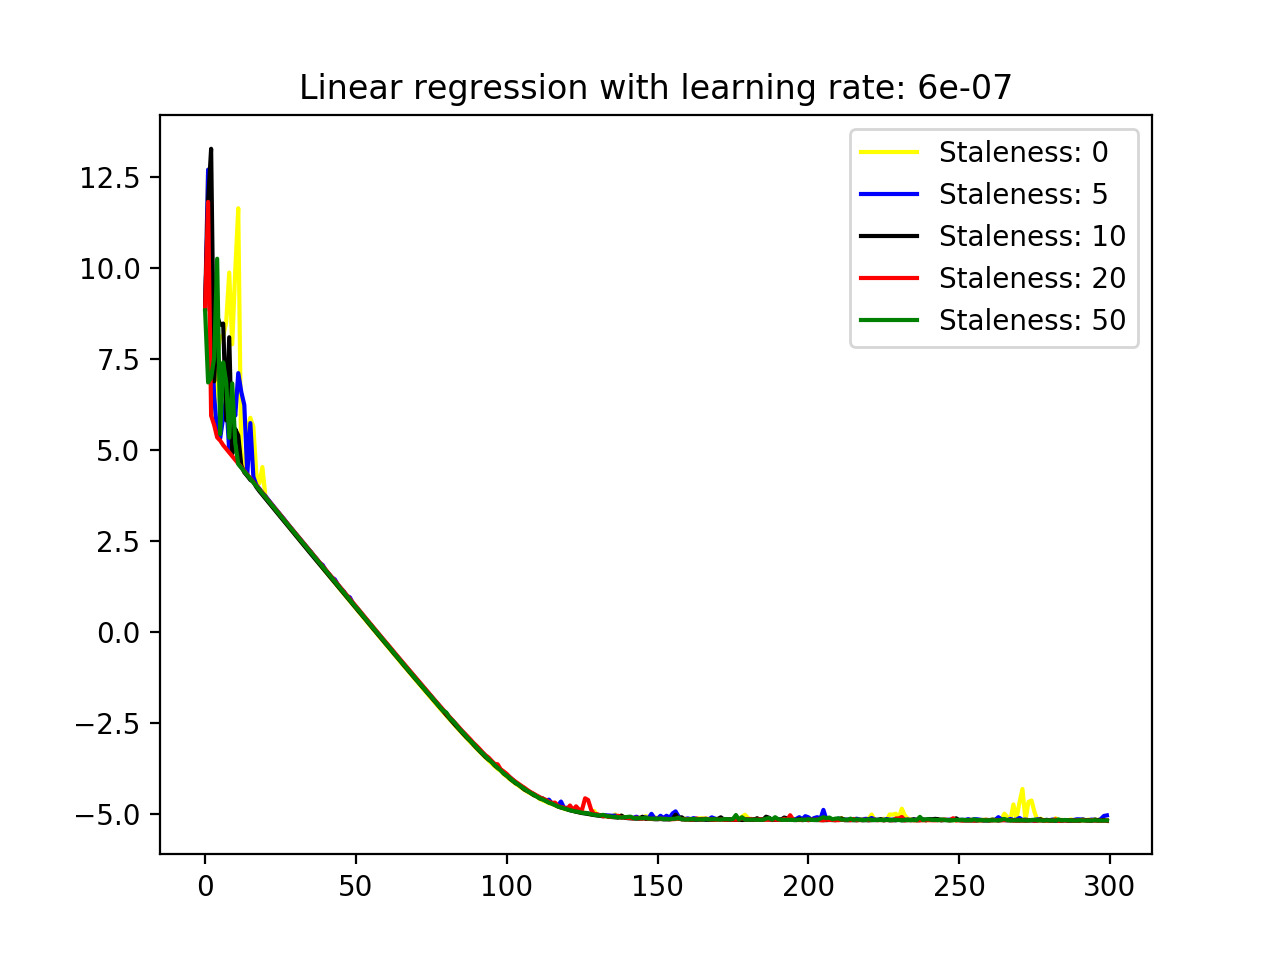 Linear regression with learning rate: 6e-07
Staleness: 0
Staleness: 5
Staleness: 10
Staleness: 20
Staleness: 50
12.5
10.0
7.5
5.0
2.5
0.0
−2.5
−5.0
0 50 100 150 200 250 300